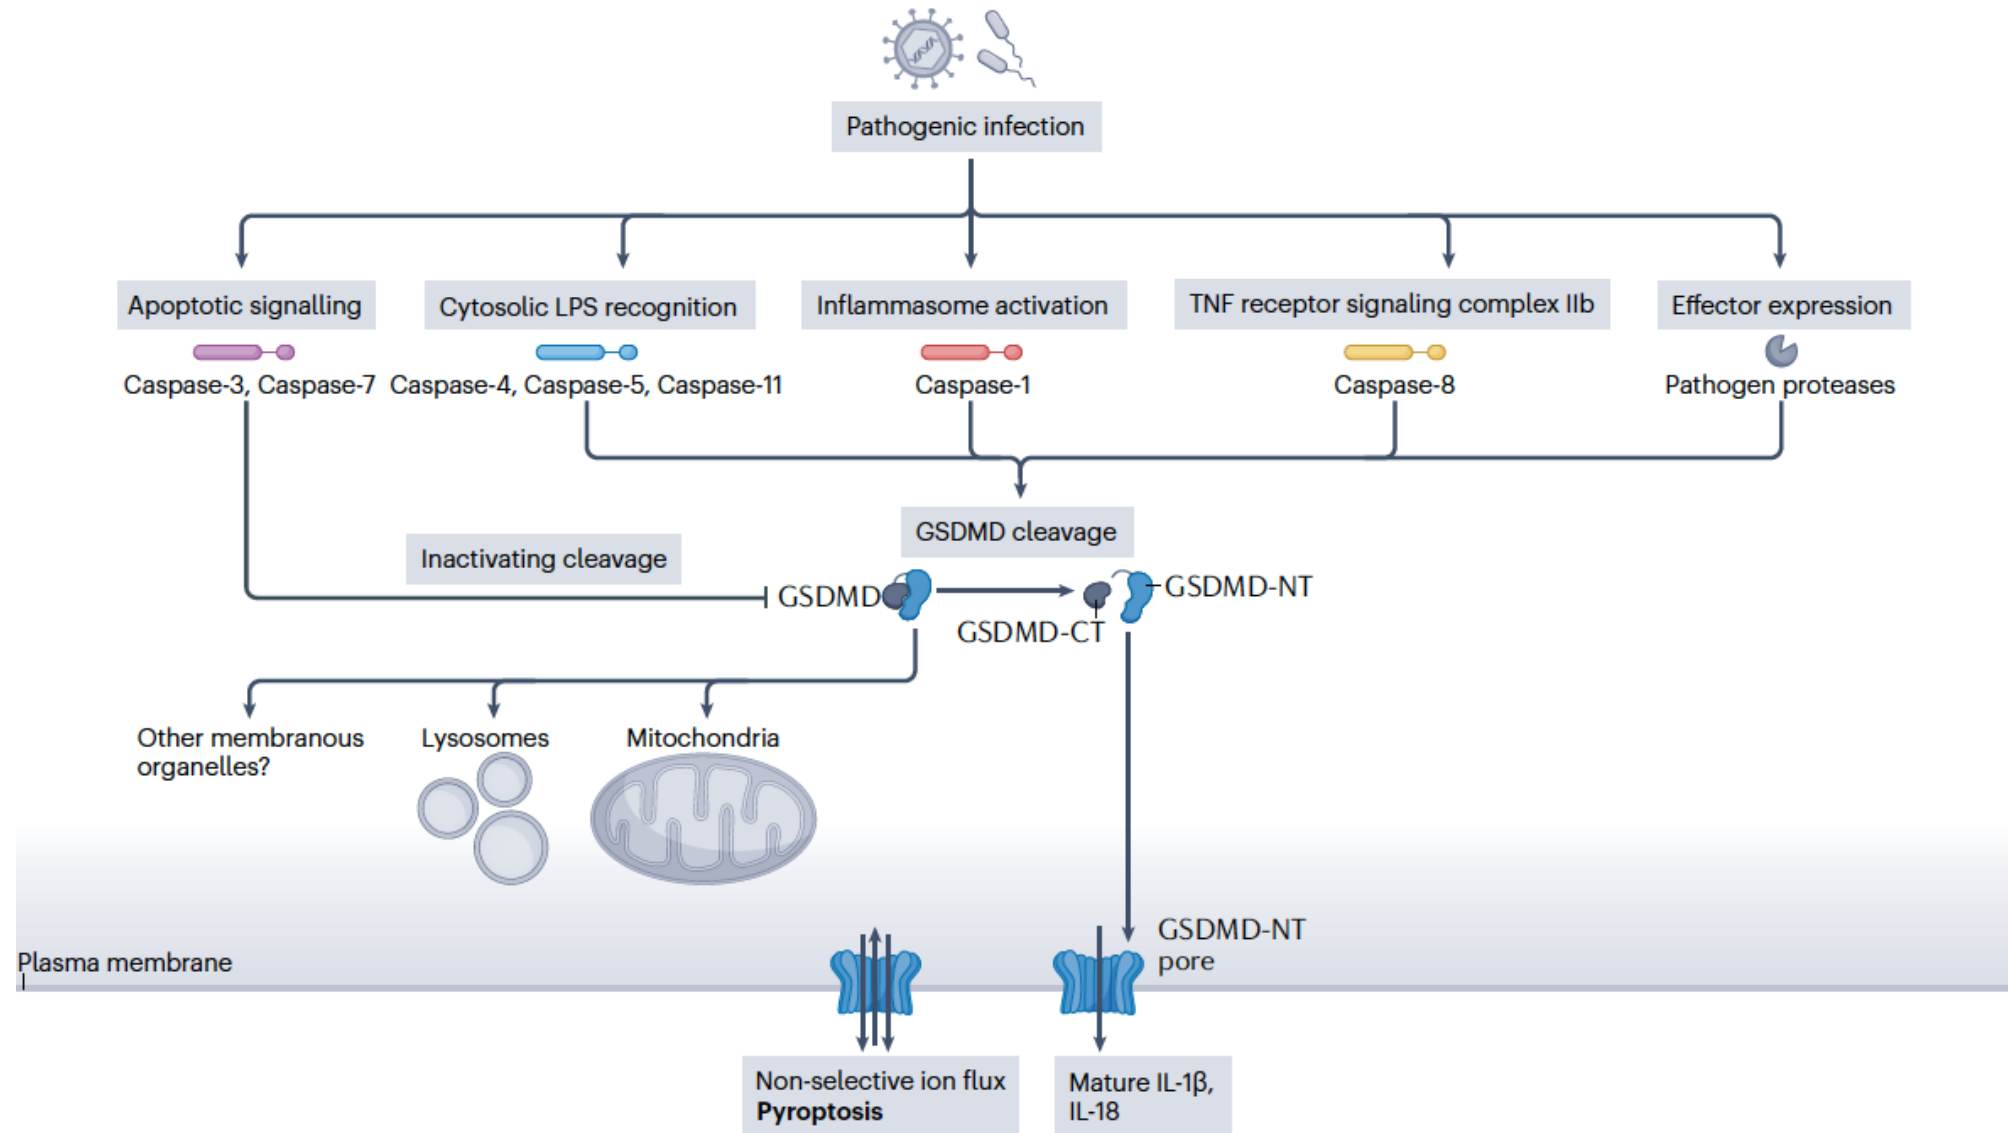 Pathogenic infection
Apoptotic signalling
Cytosolic LPS recognition
Inflammasome activation
TNF receptor signaling complex IIb
Effector expression
Caspase-3, Caspase-7
Caspase-4, Caspase-5, Caspase-11
Caspase-1
Caspase-8
Pathogen proteases
GSDMD cleavage
Inactivating cleavage
GSDMD
GSDMD-NT
GSDMD-CT
Other membranous
organelles?
Lysosomes
Mitochondria
GSDMD-NT
pore
Plasma membrane
Non-selective ion flux
Pyroptosis
Mature IL-1β,
IL-18